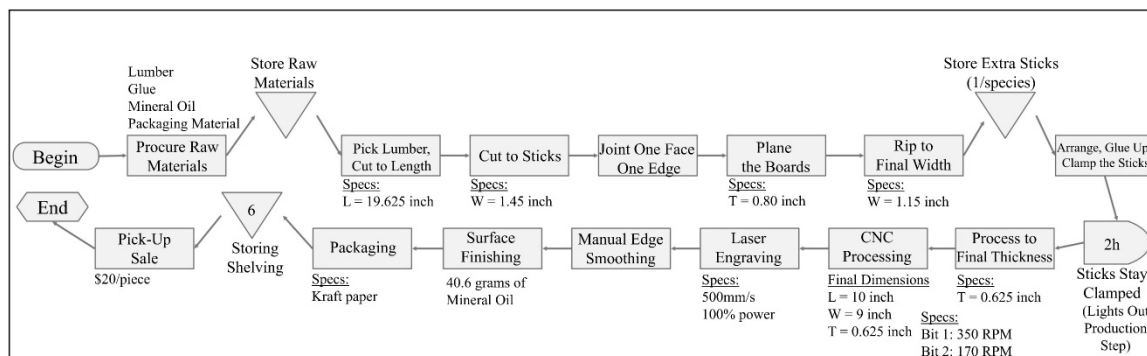 Begin
Lumber
Glue
Mineral Oil
Packaging Material
Procure Raw
Materials
Store Raw
Materials
Pick Lumber,
Cut to Length
Specs:
L = 19.625 inch
Cut to Sticks
Specs:
W = 1.45 inch
Joint One Face
One Edge
Plane
the Boards
Specs:
T = 0.80 inch
Rip to
Final Width
Specs:
W = 1.15 inch
Store Extra Sticks
(1/species)
Arrange, Glue Up,
Clamp the Sticks
2h
Sticks Stay
Clamped
(Lights Out
Production
Step)
Process to
Final Thickness
Specs:
T = 0.625 inch
CNC
Processing
Final Dimensions
L = 10 inch
W = 9 inch
T = 0.625 inch
Specs:
Bit 1: 350 RPM
Bit 2: 170 RPM
Laser
Engraving
Specs:
500mm/s
100% power
Manual Edge
Smoothing
Surface
Finishing
40.6 grams of
Mineral Oil
Packaging
Specs:
Kraft paper
6
Storing
Shelving
Pick-Up
Sale
$20/piece
End